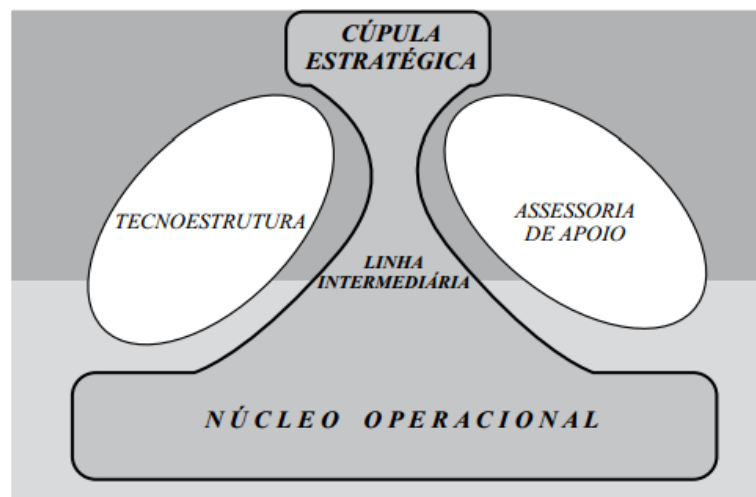 CÚPULA
ESTRATÉGICA
TECNOESTRUTURA
ASSESSORIA
DE APOIO
LINHA
INTERMEDIÁRIA
NÚCLEO OPERACIONAL